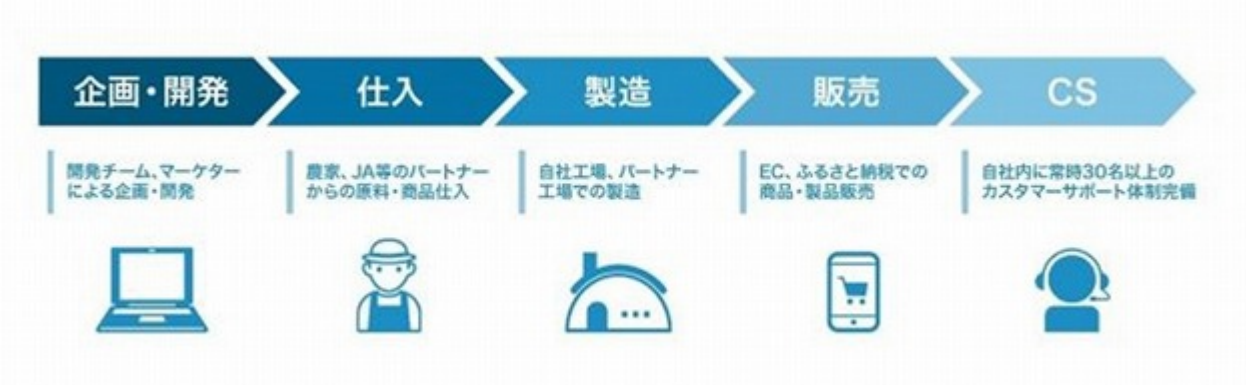 企画・開発
仕入
製造
販売
CS
開発チーム、マーケター
による企画・開発
農家、JA等のパートナー
からの原料・商品仕入
自社工場、パートナー
工場での製造
EC、ふるさと納税での
商品・製品販売
自社内に常時30名以上の
カスタマーサポート体制完備